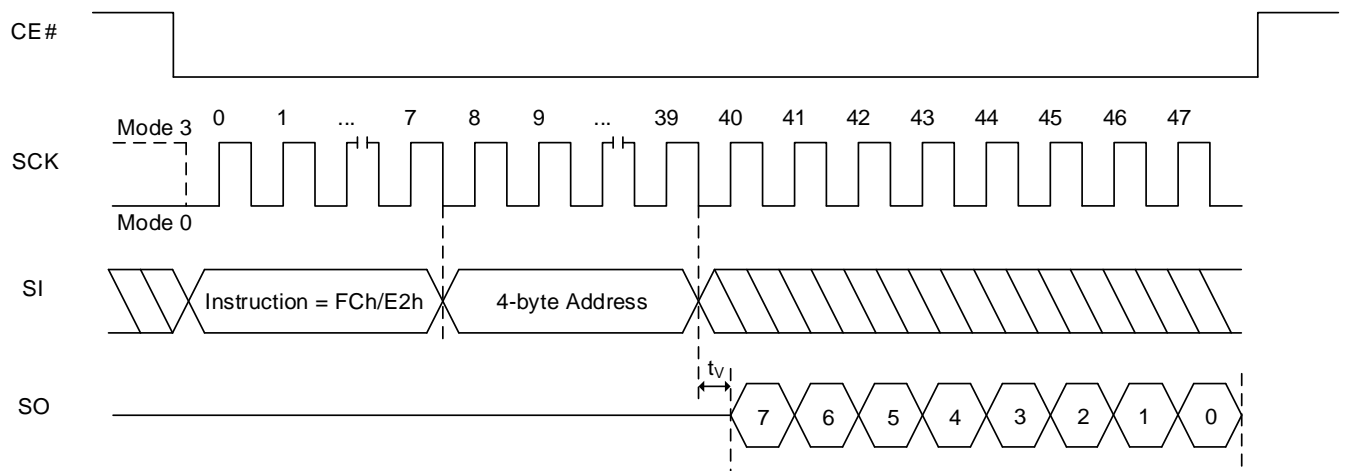 CE#
Mode 3 0 1 ... 7 8 9 ... 39 40 41 42 43 44 45 46 47
SCK
Mode 0
SI Instruction = FCh/E2h 4-byte Address
tV
SO 7 6 5 4 3 2 1 0